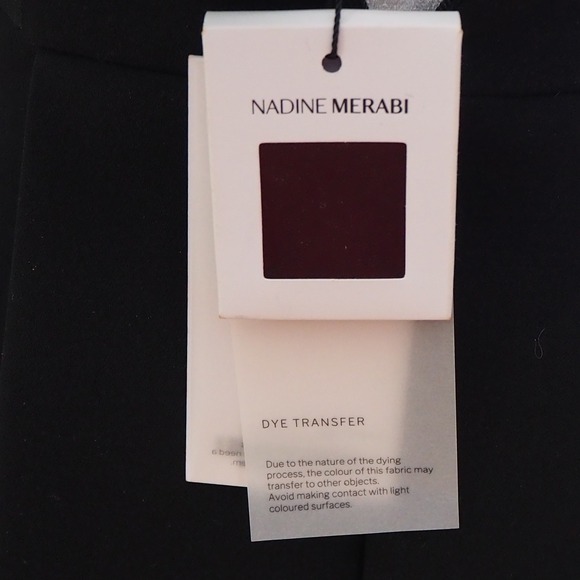 NADINE MERABI
DYE TRANSFER
Due to the nature of the dying
process, the colour of this fabric may
transfer to other objects.
Avoid making contact with light
coloured surfaces.